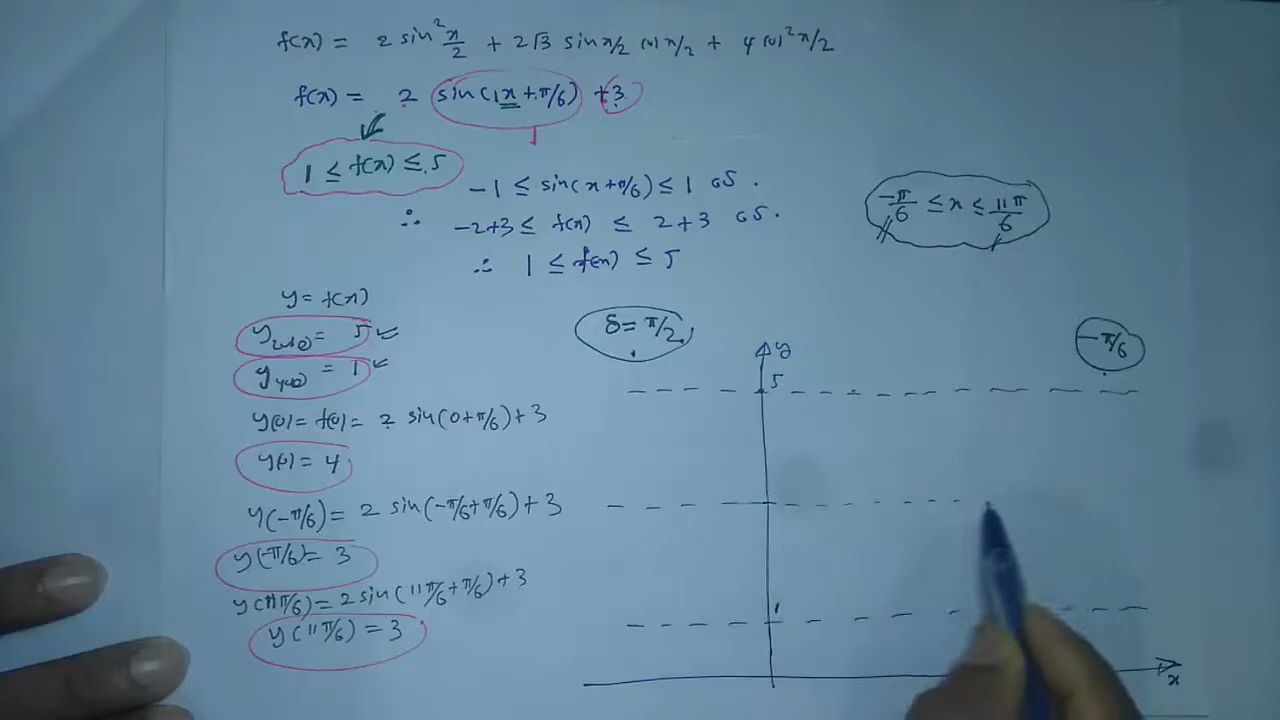 f(x) = 2 sin² x/2 + 2√3 sin x/2 cos x/2 + 4 cos² x/2
f(x) = 2 sin(1x + π/6) + 3
1 ≤ f(x) ≤ 5
-1 ≤ sin(x+π/6) ≤ 1
∴ -2+3 ≤ f(x) ≤ 2+3
∴ 1 ≤ f(x) ≤ 5
-π/6 ≤ x ≤ 11π/6
y = f(x)
= 5
= 1
y(0) = f(0) = 2 sin(0+π/6)+3
y(0) = 4
y(-π/6) = 2 sin(-π/6+π/6)+3
y(-π/6) = 3
y(11π/6) = 2 sin(11π/6+π/6)+3
y(11π/6) = 3
δ = π/2
-π/6
y
5
1
x